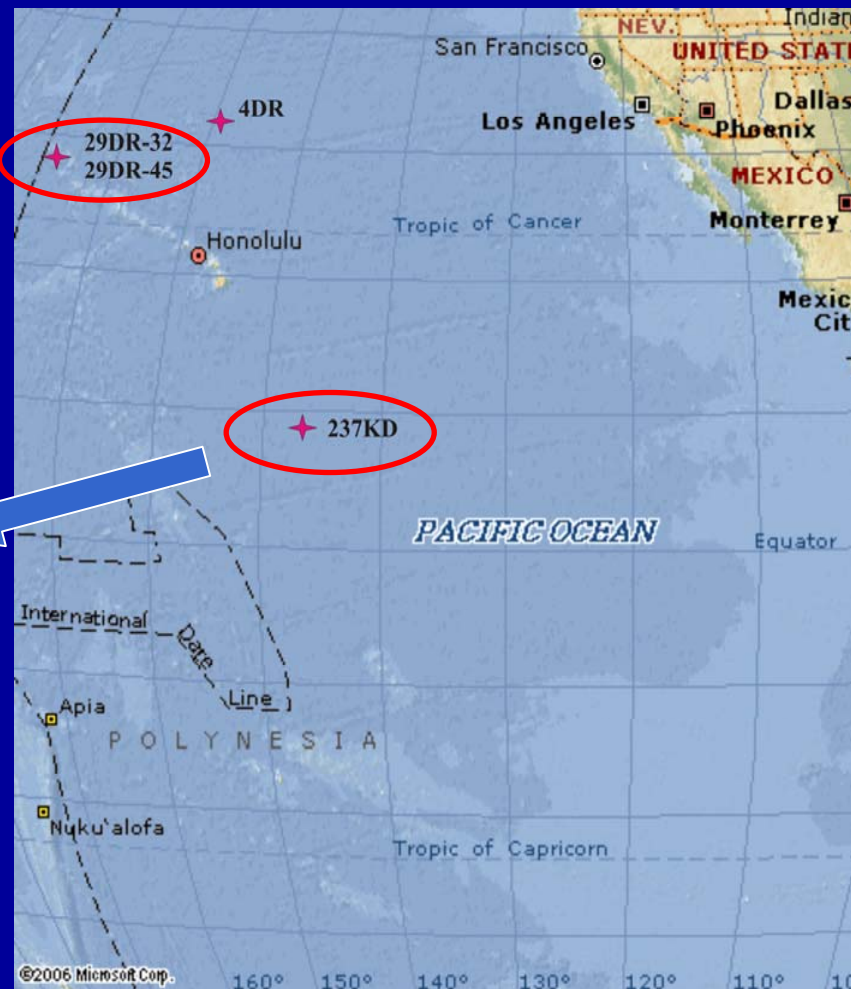 Indian
NEV.
San Francisco
UNITED STATE
4DR
Dallas
Los Angeles
Phoenix
29DR-32
29DR-45
MEXICO
Tropic of Cancer
Monterrey
Honolulu
Mexic
Cit
237KD
PACIFIC OCEAN
Equator
International
Date
Line
Apia
POLYNESIA
Nuku'alofa
Tropic of Capricorn
©2006 Microsoft Corp.
160° 150° 140° 130° 120° 110° 10